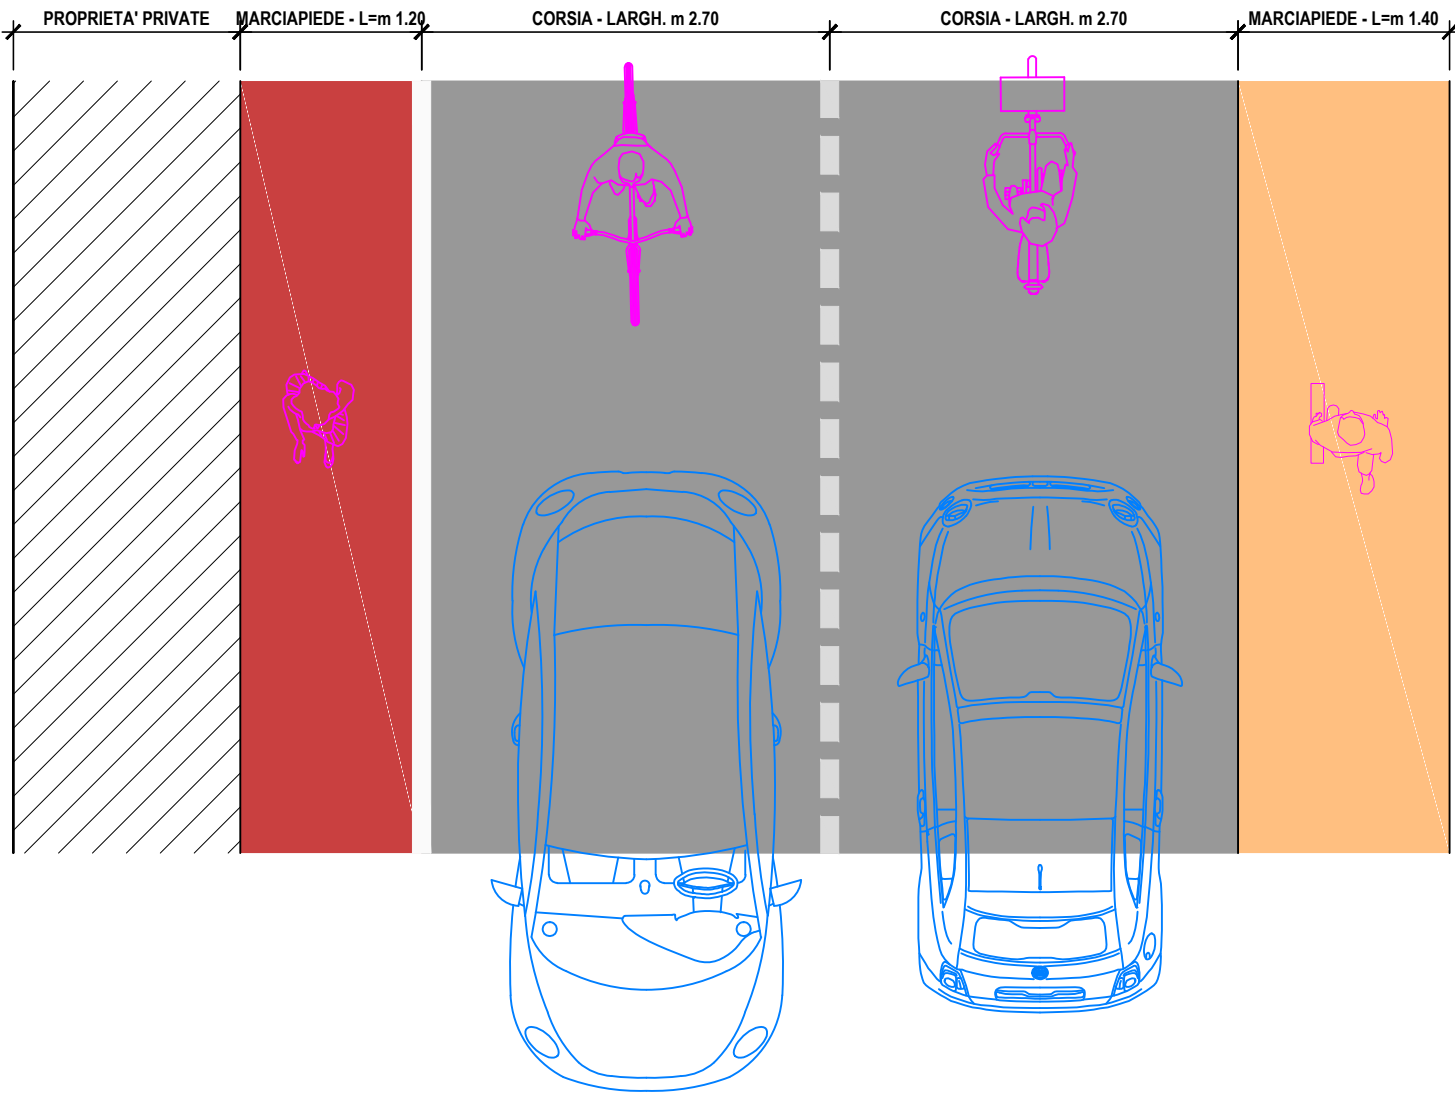 PROPRIETA' PRIVATE
MARCIAPIEDE - L=m 1.20
CORSIA - LARGH. m 2.70
CORSIA - LARGH. m 2.70
MARCIAPIEDE - L=m 1.40